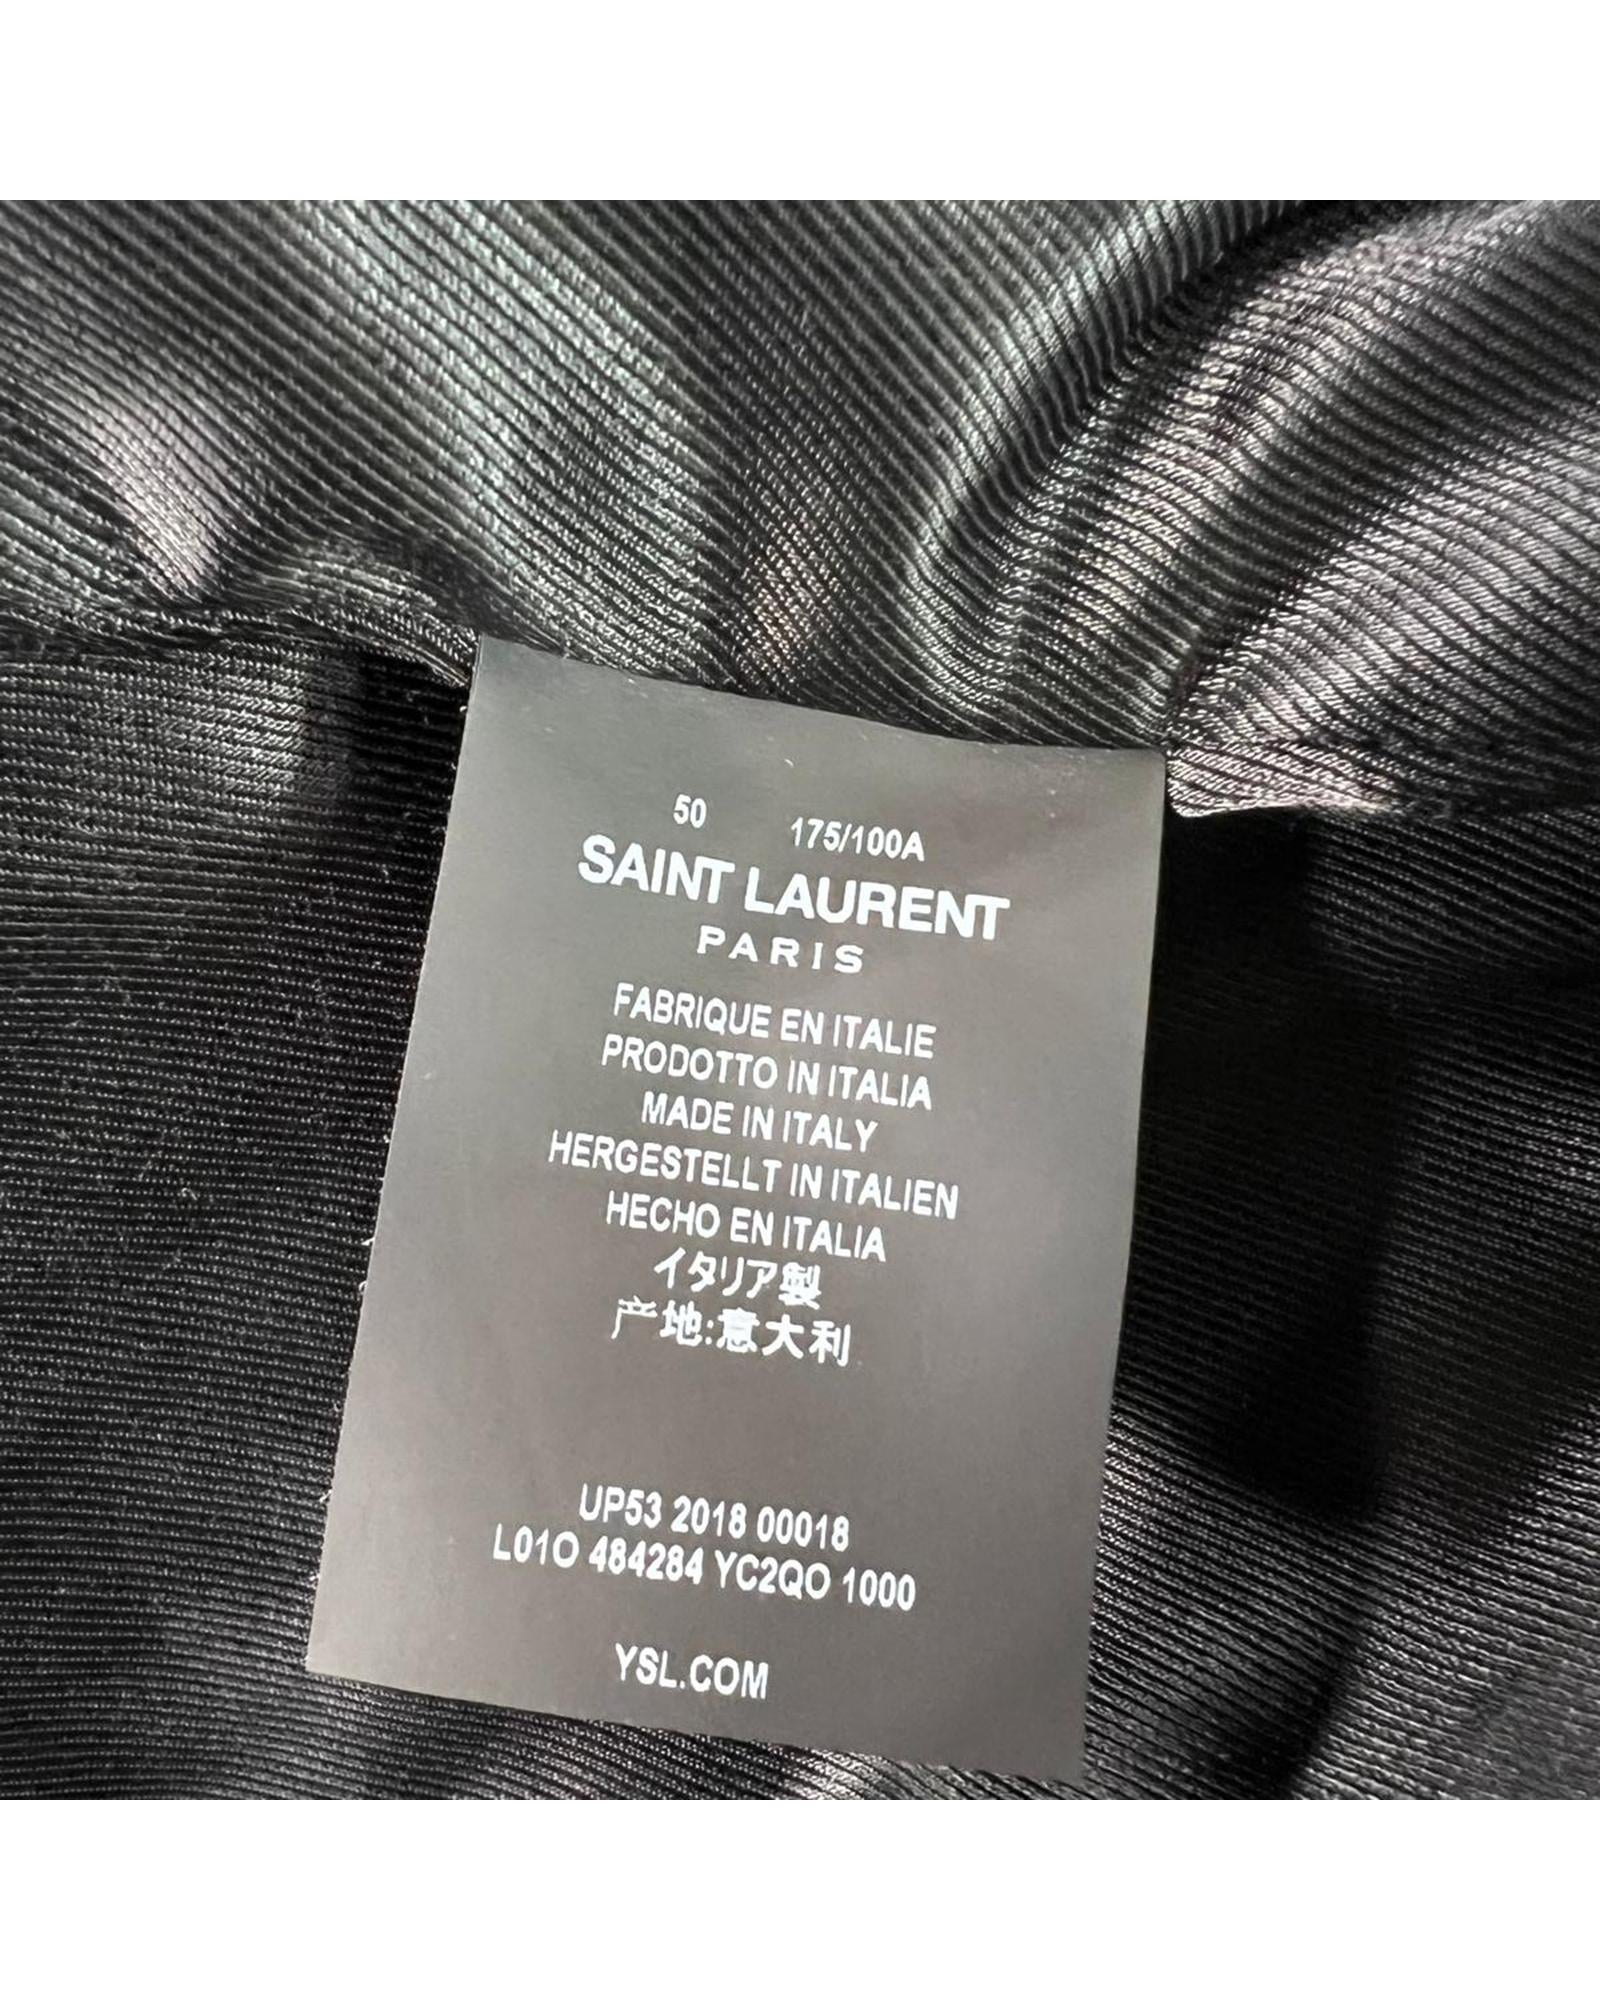 50 175/100A
SAINT LAURENT
PARIS
FABRIQUE EN ITALIE
PRODOTTO IN ITALIA
MADE IN ITALY
HERGESTELLT IN ITALIEN
HECHO EN ITALIA
イタリア製
产地:意大利
UP53 2018 00018
L01O 484284 YC2QO 1000
YSL.COM